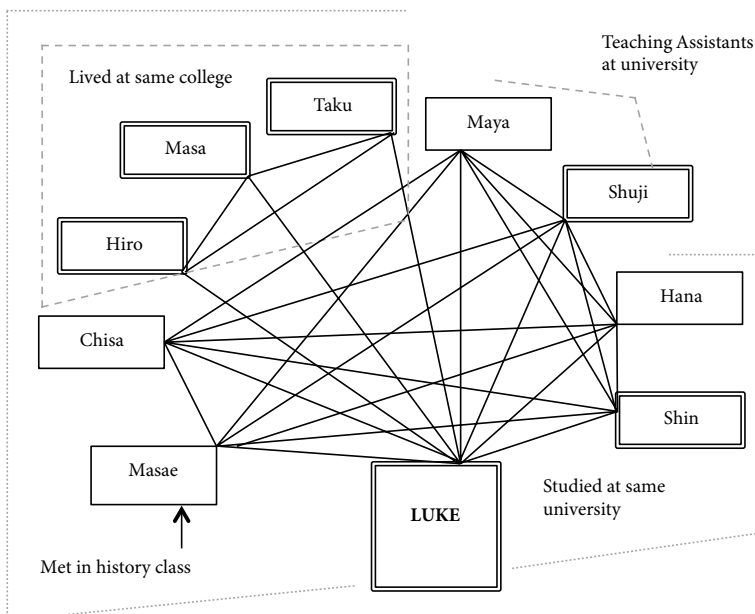 Teaching Assistants
at university
Lived at same college
Taku
Maya
Masa
Shuji
Hiro
Hana
Chisa
Shin
Masae
LUKE
Studied at same
university
Met in history class